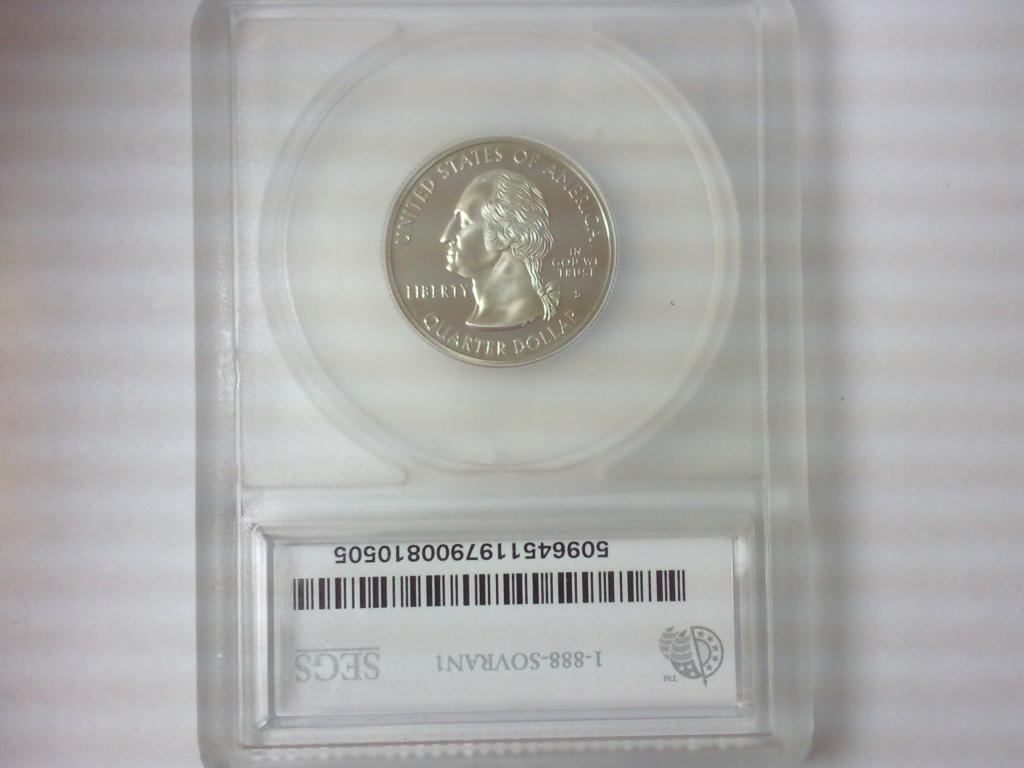 UNITED STATES OF AMERICA
IN
GOD WE
TRUST
LIBERTY
S
QUARTER DOLLAR
5096451197900810505
1-888-SOVRAN1
SEGS
TM